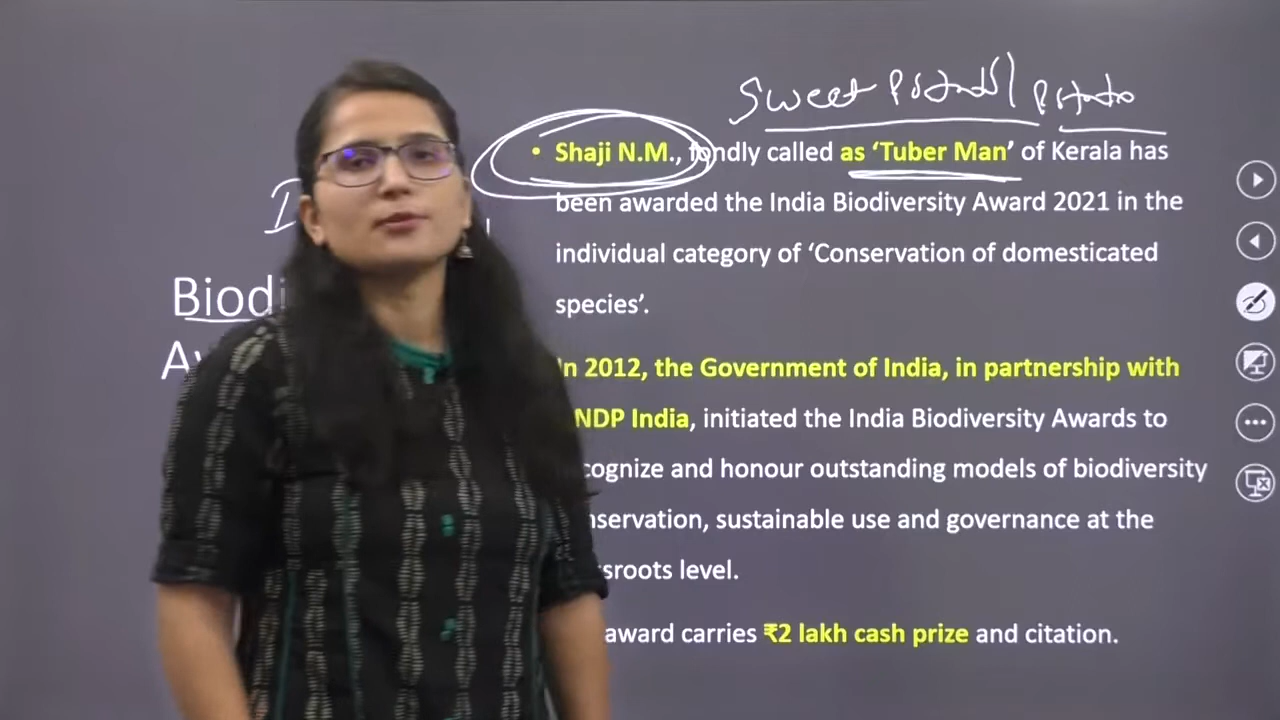 Sweet Potato / Potato
• Shaji N.M., fondly called as ‘Tuber Man’ of Kerala has
been awarded the India Biodiversity Award 2021 in the
individual category of ‘Conservation of domesticated
species’.
Biodi
In 2012, the Government of India, in partnership with
NDP India, initiated the India Biodiversity Awards to
cognize and honour outstanding models of biodiversity
nservation, sustainable use and governance at the
ssroots level.
award carries ₹2 lakh cash prize and citation.